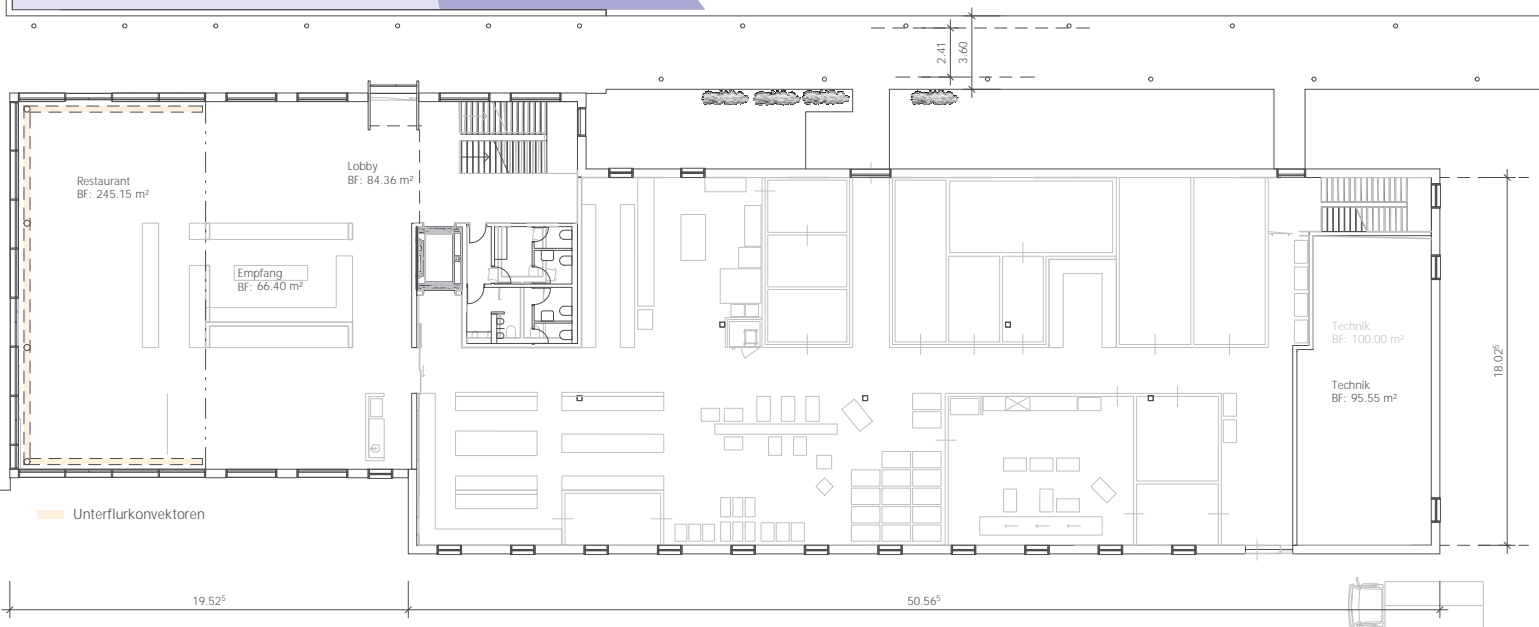 2.41
3.60
Restaurant
BF: 245.15 m²
Lobby
BF: 84.36 m²
Empfang
BF: 66.40 m²
Technik
BF: 100.00 m²
Technik
BF: 95.55 m²
18.02⁵
Unterflurkonvektoren
19.52⁵
50.56⁵